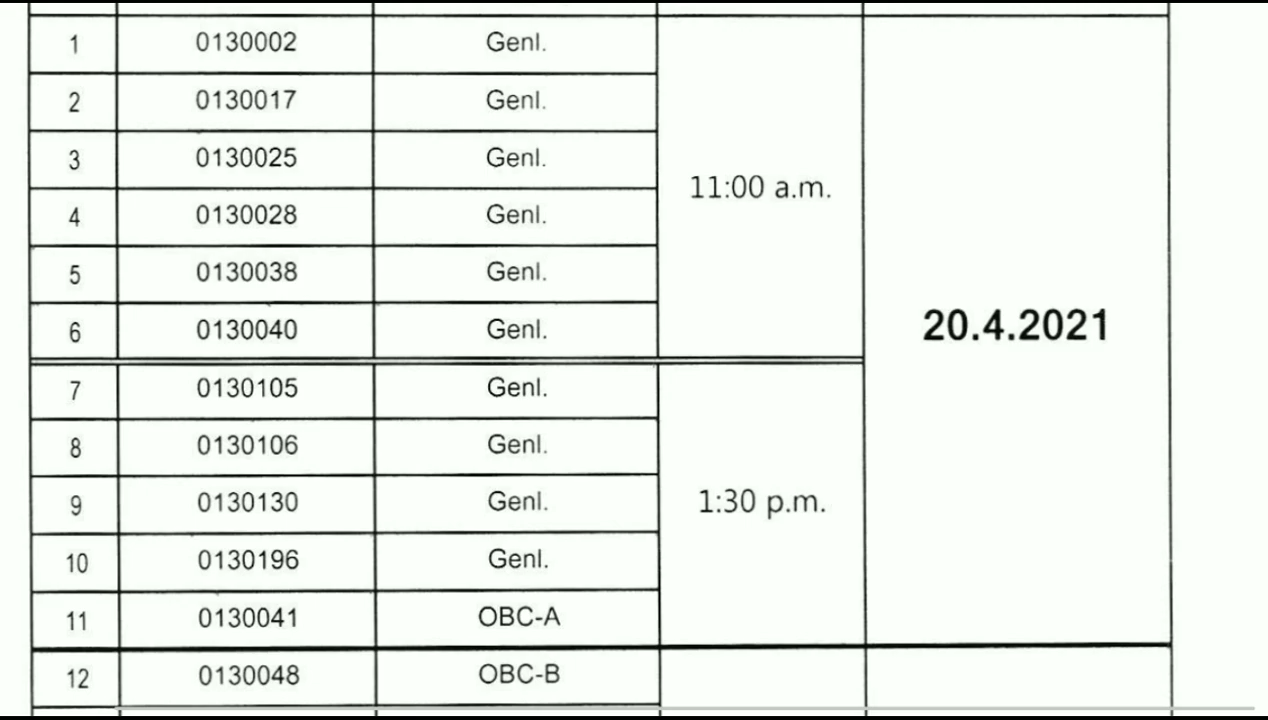 1 0130002 Genl.
2 0130017 Genl.
3 0130025 Genl.
11:00 a.m.
4 0130028 Genl.
5 0130038 Genl.
6 0130040 Genl.
20.4.2021
7 0130105 Genl.
8 0130106 Genl.
9 0130130 Genl.
1:30 p.m.
10 0130196 Genl.
11 0130041 OBC-A
12 0130048 OBC-B